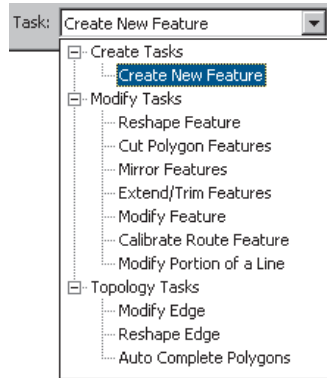 Task: Create New Feature
Create Tasks
Create New Feature
Modify Tasks
Reshape Feature
Cut Polygon Features
Mirror Features
Extend/Trim Features
Modify Feature
Calibrate Route Feature
Modify Portion of a Line
Topology Tasks
Modify Edge
Reshape Edge
Auto Complete Polygons